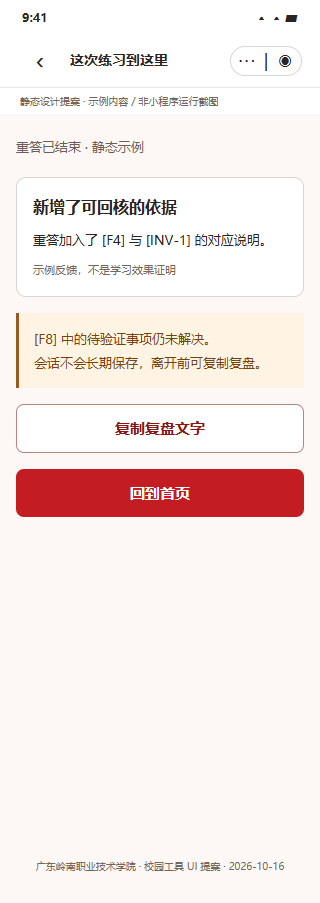 9:41
这次练习到这里
静态设计提案 · 示例内容 / 非小程序运行截图
重答已结束 · 静态示例
新增了可回核的依据
重答加入了 [F4] 与 [INV-1] 的对应说明。
示例反馈，不是学习效果证明
[F8] 中的待验证事项仍未解决。
会话不会长期保存，离开前可复制复盘。
复制复盘文字
回到首页
广东岭南职业技术学院 · 校园工具 UI 提案 · 2026-10-16